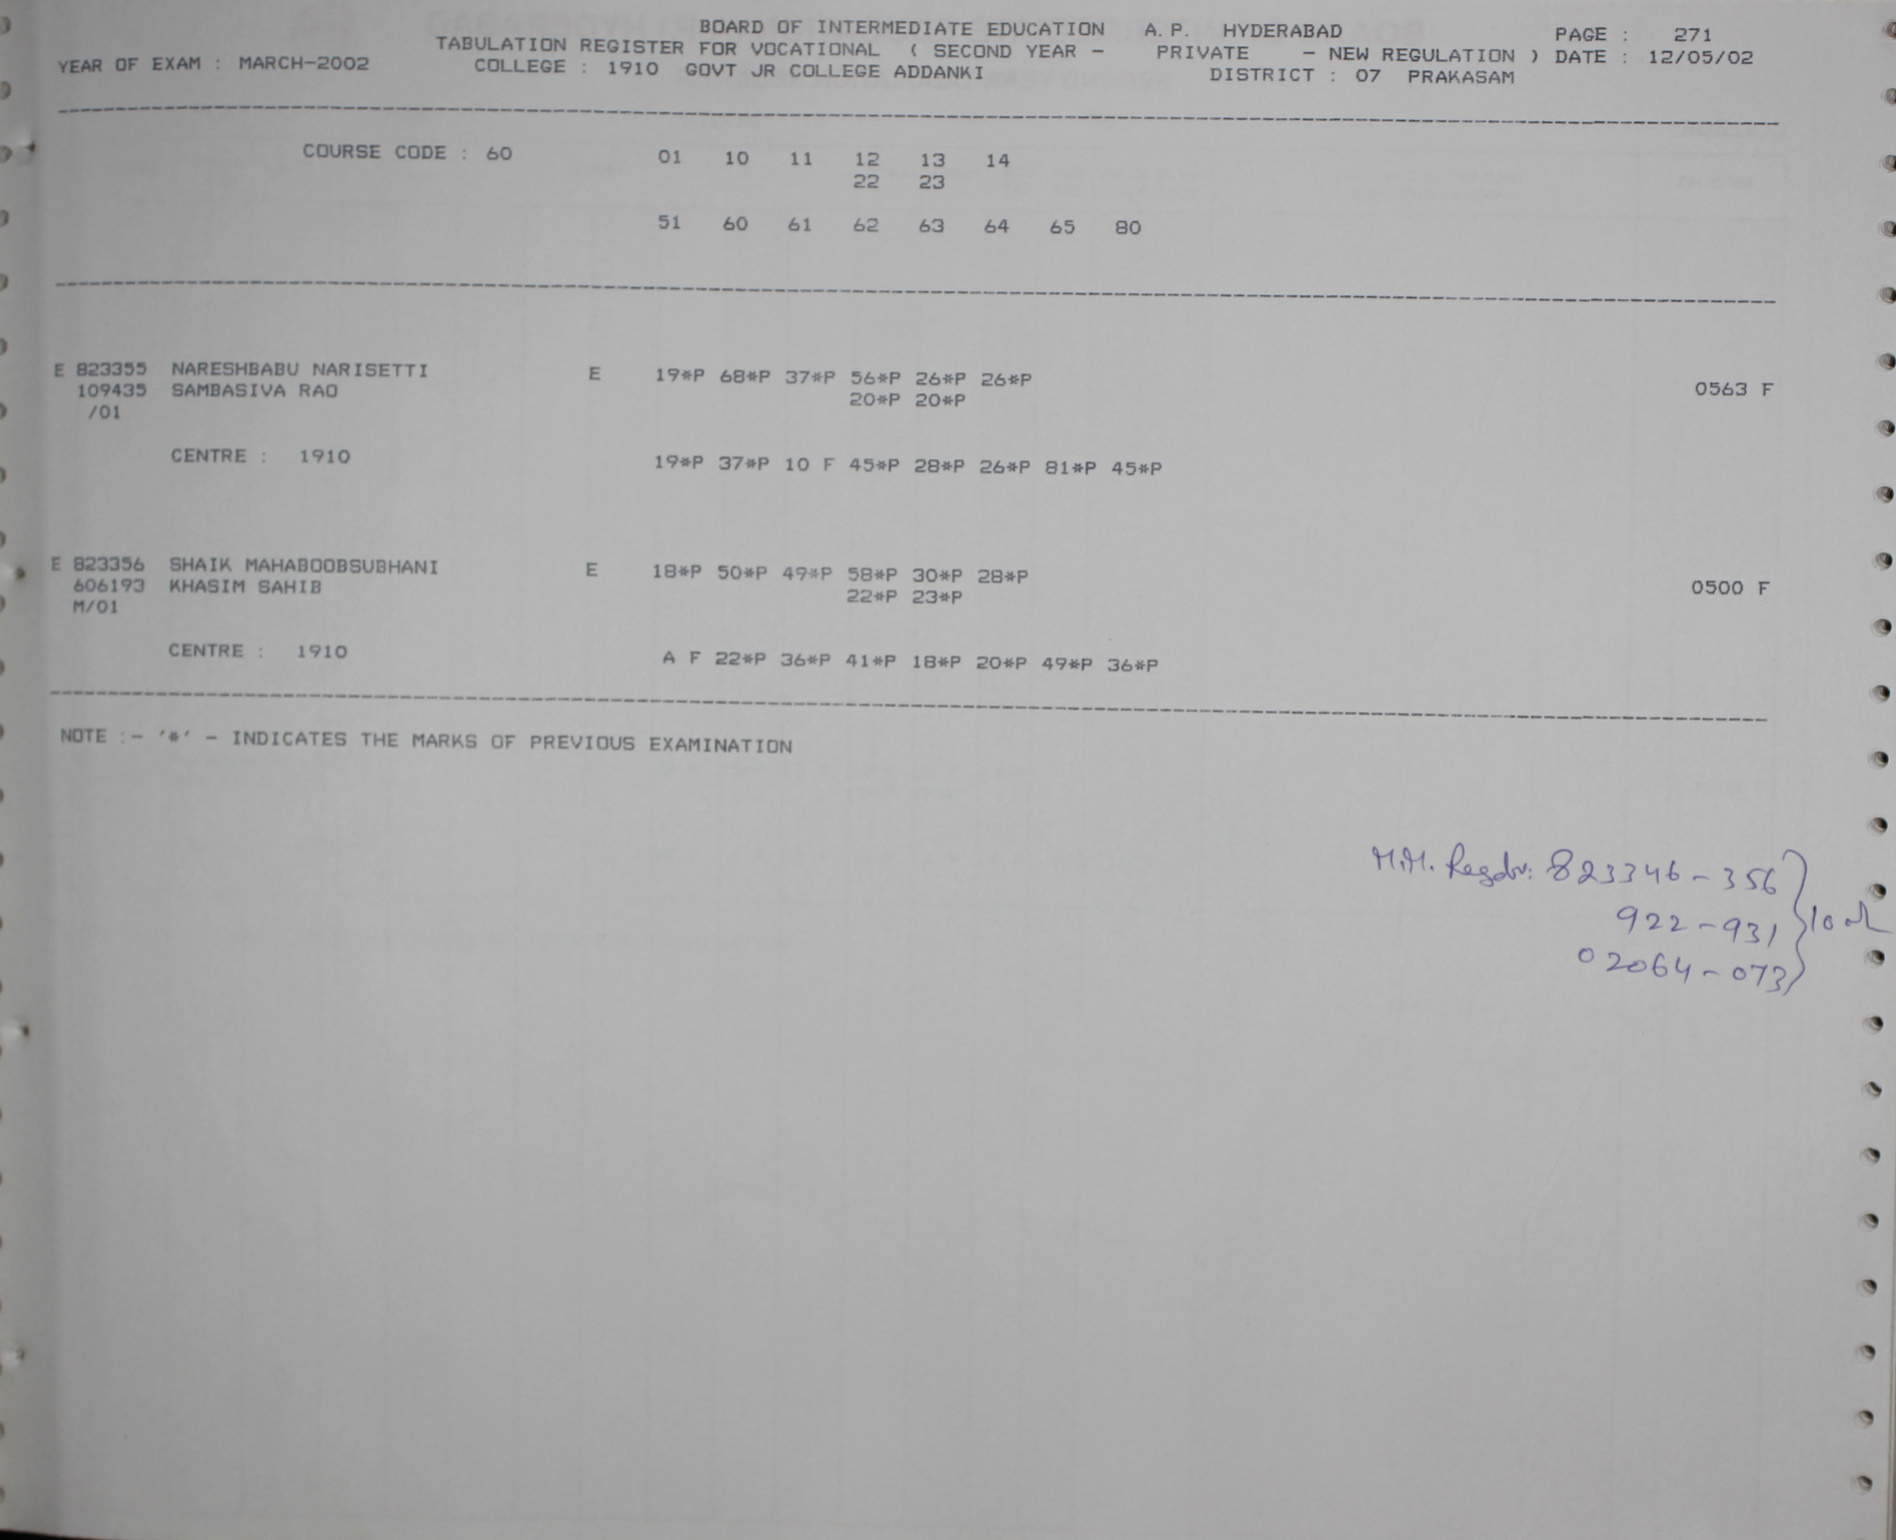 BOARD OF INTERMEDIATE EDUCATION A.P. HYDERABAD PAGE : 271
TABULATION REGISTER FOR VOCATIONAL ( SECOND YEAR - PRIVATE - NEW REGULATION ) DATE : 12/05/02
YEAR OF EXAM : MARCH-2002 COLLEGE : 1910 GOVT JR COLLEGE ADDANKI DISTRICT : 07 PRAKASAM
COURSE CODE : 60 01 10 11 12 13 14
22 23
51 60 61 62 63 64 65 80
E 823355 NARESHBABU NARISETTI E 19*P 68*P 37*P 56*P 26*P 26*P
109435 SAMBASIVA RAO 20*P 20*P 0563 F
/01
CENTRE : 1910 19*P 37*P 10 F 45*P 28*P 26*P 81*P 45*P
E 823356 SHAIK MAHABOOBSUBHANI E 18*P 50*P 49*P 58*P 30*P 28*P
606193 KHASIM SAHIB 22*P 23*P 0500 F
M/01
CENTRE : 1910 A F 22*P 36*P 41*P 18*P 20*P 49*P 36*P
NOTE :- '*' - INDICATES THE MARKS OF PREVIOUS EXAMINATION
M.M. 823346-356
922-931 10
02064-073